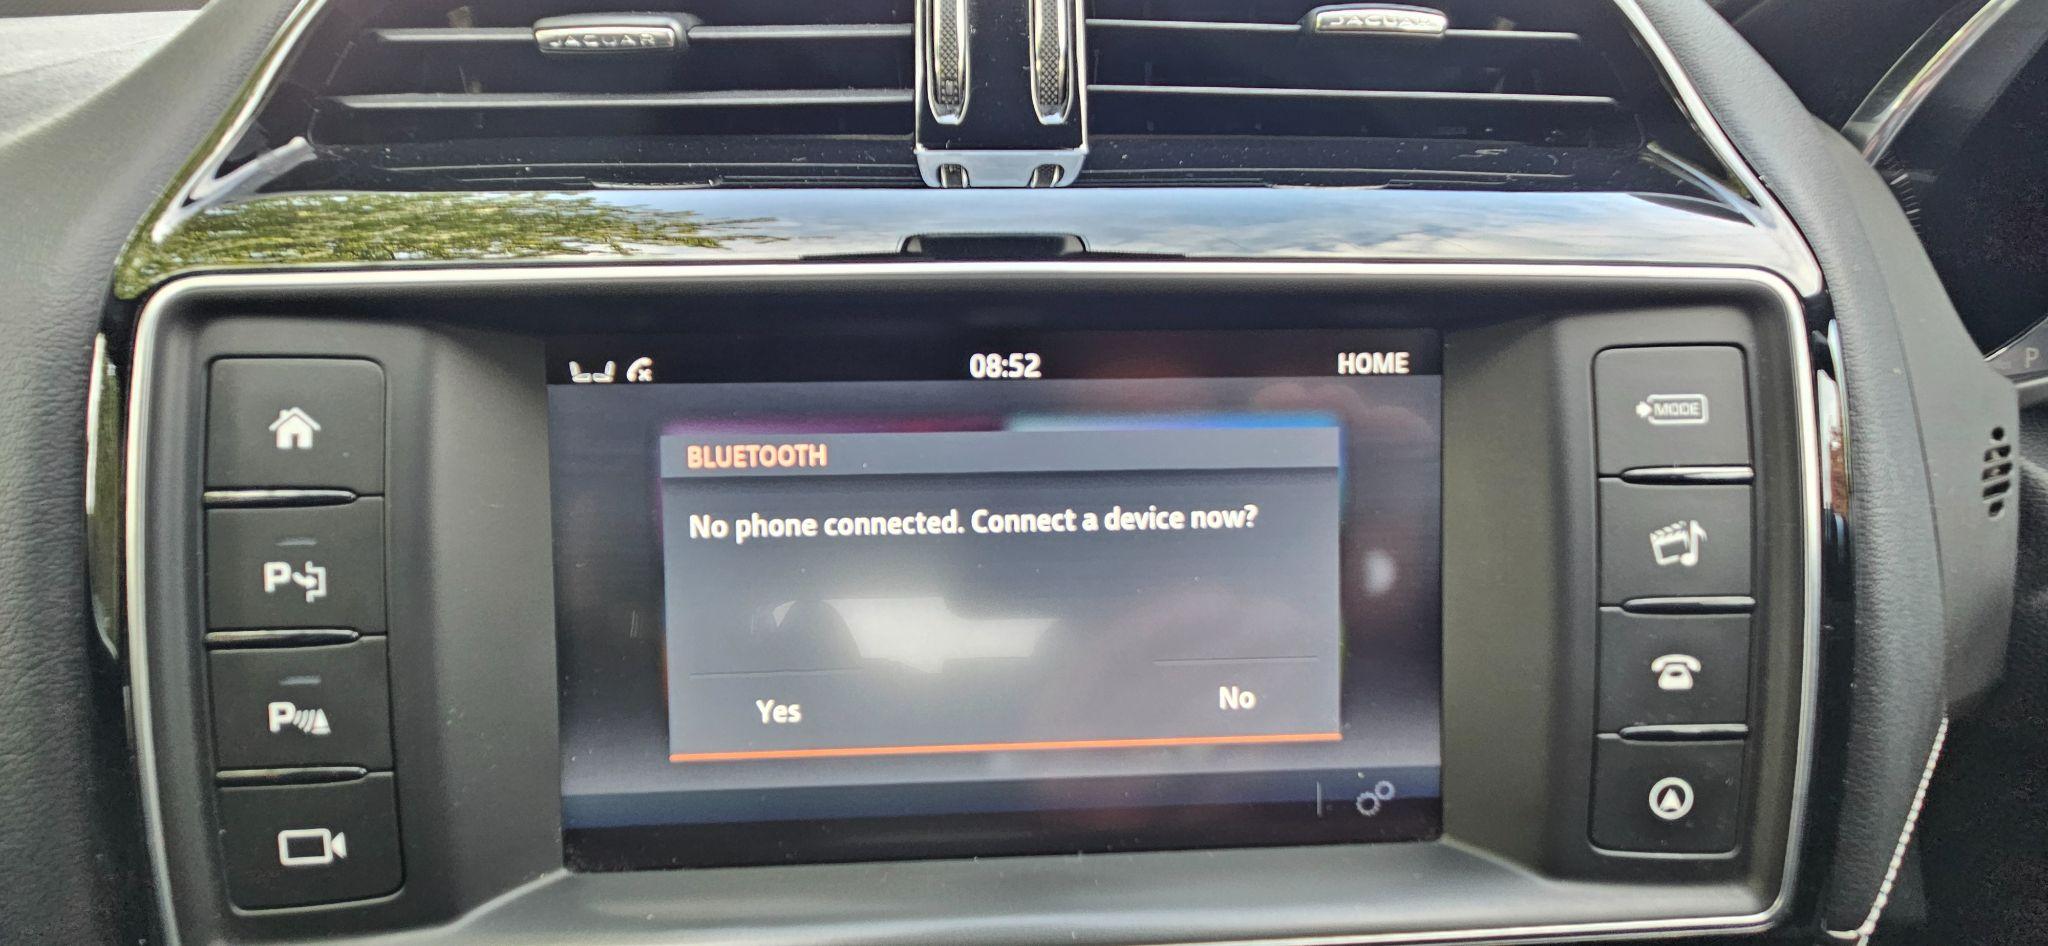 JAGUAR
JAGUAR
08:52
HOME
BLUETOOTH
No phone connected. Connect a device now?
Yes
No
P
P
MODE
P